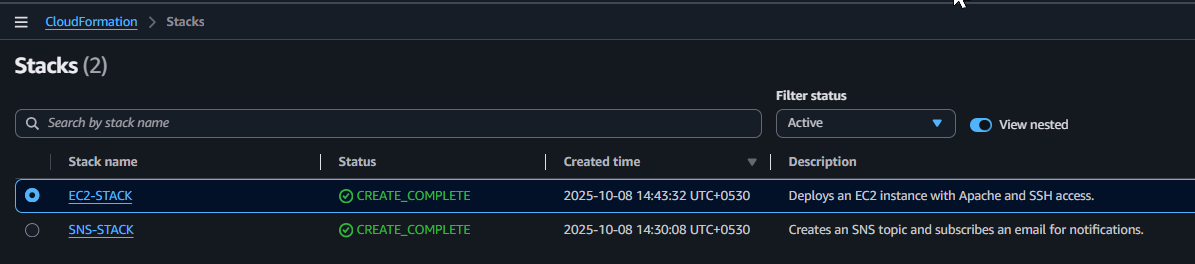 CloudFormation > Stacks
Stacks (2)
Filter status
Search by stack name Active View nested
Stack name Status Created time Description
EC2-STACK CREATE_COMPLETE 2025-10-08 14:43:32 UTC+0530 Deploys an EC2 instance with Apache and SSH access.
SNS-STACK CREATE_COMPLETE 2025-10-08 14:30:08 UTC+0530 Creates an SNS topic and subscribes an email for notifications.